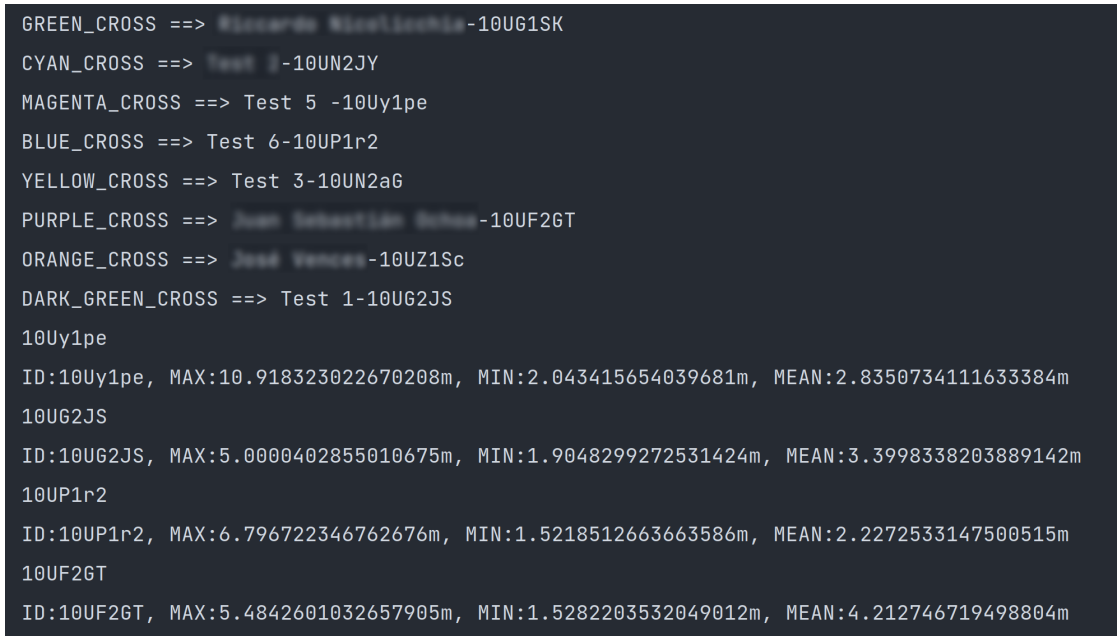 GREEN_CROSS ==> -10UG1SK
CYAN_CROSS ==> -10UN2JY
MAGENTA_CROSS ==> Test 5 -10Uy1pe
BLUE_CROSS ==> Test 6-10UP1r2
YELLOW_CROSS ==> Test 3-10UN2aG
PURPLE_CROSS ==> -10UF2GT
ORANGE_CROSS ==> -10UZ1Sc
DARK_GREEN_CROSS ==> Test 1-10UG2JS
10Uy1pe
ID:10Uy1pe, MAX:10.918323022670208m, MIN:2.043415654039681m, MEAN:2.8350734111633384m
10UG2JS
ID:10UG2JS, MAX:5.0000402855010675m, MIN:1.9048299272531424m, MEAN:3.3998338203889142m
10UP1r2
ID:10UP1r2, MAX:6.796722346762676m, MIN:1.5218512663663586m, MEAN:2.2272533147500515m
10UF2GT
ID:10UF2GT, MAX:5.4842601032657905m, MIN:1.5282203532049012m, MEAN:4.212746719498804m